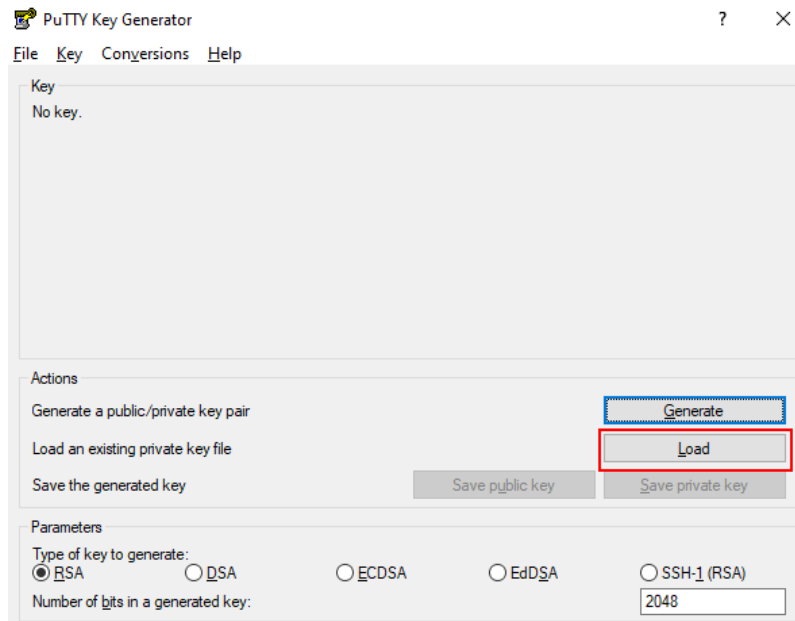 PuTTY Key Generator ?
File Key Conversions Help
Key
No key.
Actions
Generate a public/private key pair Generate
Load an existing private key file Load
Save the generated key Save public key Save private key
Parameters
Type of key to generate:
RSA DSA ECDSA EdDSA SSH-1 (RSA)
Number of bits in a generated key: 2048